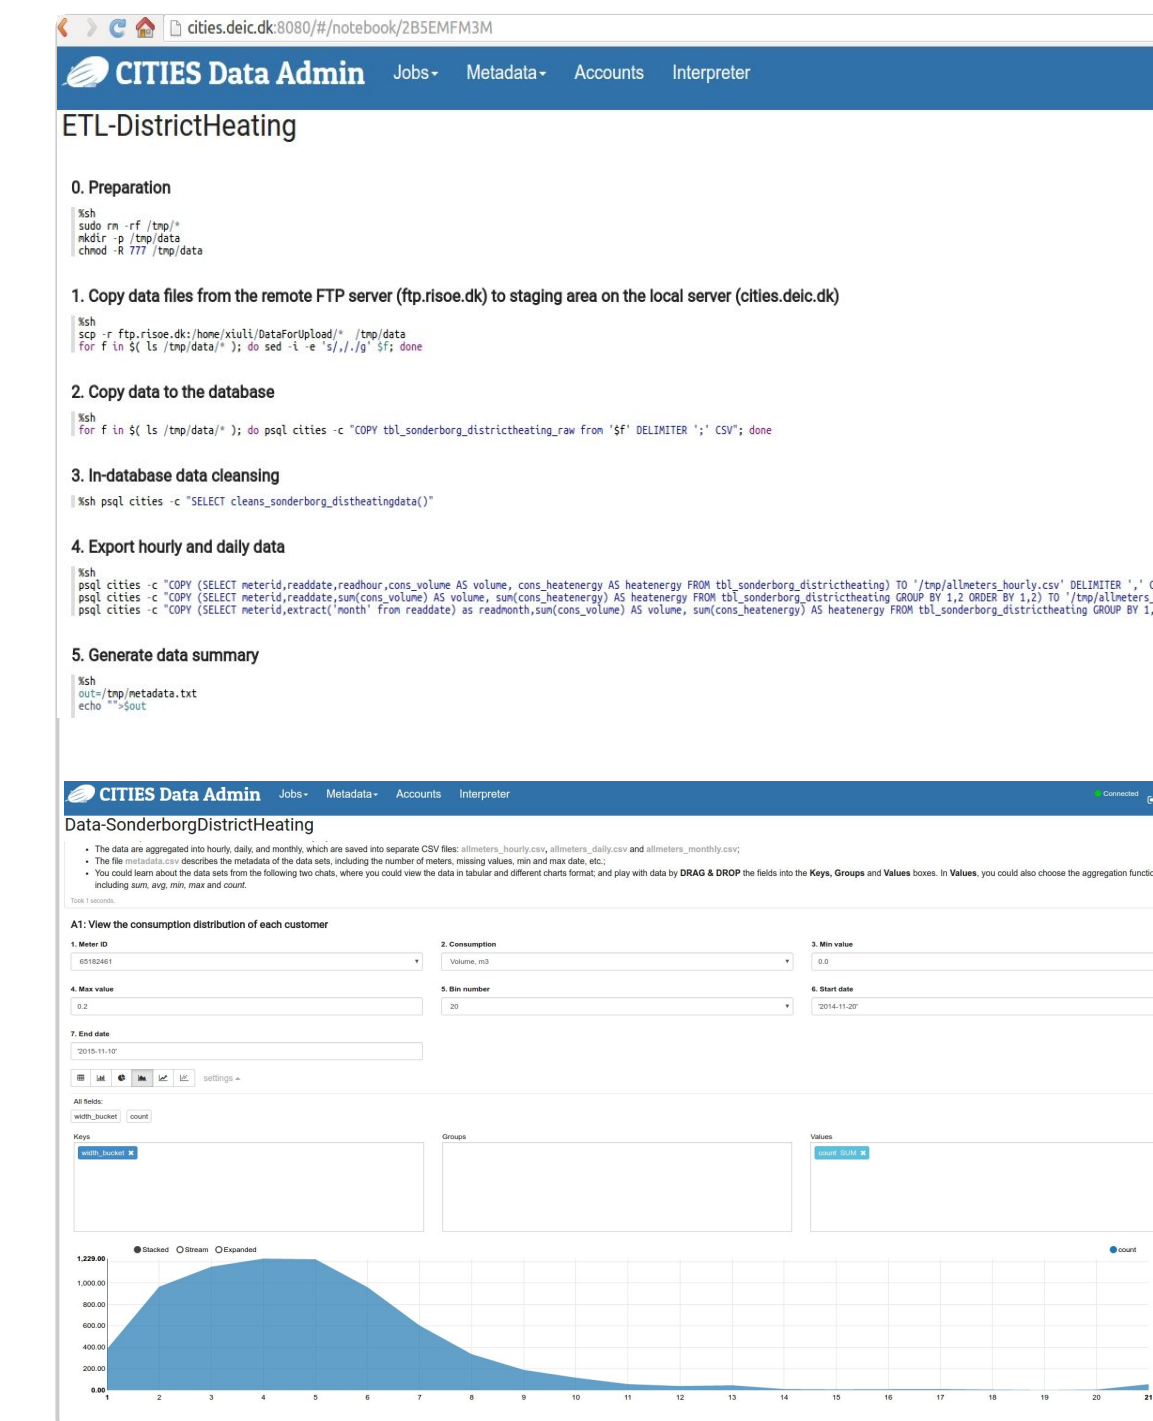 cities.deic.dk:8080/#/notebook/2B5EMFM3M
CITIES Data Admin Jobs Metadata Accounts Interpreter
ETL-DistrictHeating
0. Preparation
%sh
sudo rm -rf /tmp/*
mkdir -p /tmp/data
chmod -R 777 /tmp/data
1. Copy data files from the remote FTP server (ftp.risoe.dk) to staging area on the local server (cities.deic.dk)
%sh
scp -r ftp.risoe.dk:/home/xiuli/DataForUpload/* /tmp/data
for f in $( ls /tmp/data/* ); do sed -i -e 's/,/./g' $f; done
2. Copy data to the database
%sh
for f in $( ls /tmp/data/* ); do psql cities -c "COPY tbl_sonderborg_districtheating_raw from '$f' DELIMITER ';' CSV"; done
3. In-database data cleansing
%sh psql cities -c "SELECT cleans_sonderborg_distheatingdata()"
4. Export hourly and daily data
%sh
psql cities -c "COPY (SELECT meterid,readdate,readhour,cons_volume AS volume, cons_heatenergy AS heatenergy FROM tbl_sonderborg_districtheating) TO '/tmp/allmeters_hourly.csv' DELIMITER ','
psql cities -c "COPY (SELECT meterid,readdate,sum(cons_volume) AS volume, sum(cons_heatenergy) AS heatenergy FROM tbl_sonderborg_districtheating GROUP BY 1,2 ORDER BY 1,2) TO '/tmp/allmeters_
psql cities -c "COPY (SELECT meterid,extract('month' from readdate) as readmonth,sum(cons_volume) AS volume, sum(cons_heatenergy) AS heatenergy FROM tbl_sonderborg_districtheating GROUP BY 1,
5. Generate data summary
%sh
out=/tmp/metadata.txt
echo "">$out
CITIES Data Admin Jobs Metadata Accounts Interpreter Connected
Data-SonderborgDistrictHeating
• The data are aggregated into hourly, daily, and monthly, which are saved into separate CSV files: allmeters_hourly.csv, allmeters_daily.csv and allmeters_monthly.csv;
• The file metadata.csv describes the metadata of the data sets, including the number of meters, missing values, min and max date, etc.;
• You could learn about the data sets from the following two chats, where you could view the data in tabular and different charts format; and play with data by DRAG & DROP the fields into the Keys, Groups and Values boxes. In Values, you could also choose the aggregation functio
including sum, avg, min, max and count.
Took 1 seconds.
A1: View the consumption distribution of each customer
1. Meter ID 2. Consumption 3. Min value
65182461 Volume, m3 0.0
4. Max value 5. Bin number 6. Start date
0.2 20 '2014-11-20'
7. End date
'2015-11-10'
settings
All fields:
width_bucket count
Keys Groups Values
width_bucket count SUM
Stacked Stream Expanded count
1,229.00
1,000.00
800.00
600.00
400.00
200.00
0.00
1 2 3 4 5 6 7 8 9 10 11 12 13 14 15 16 17 18 19 20 21